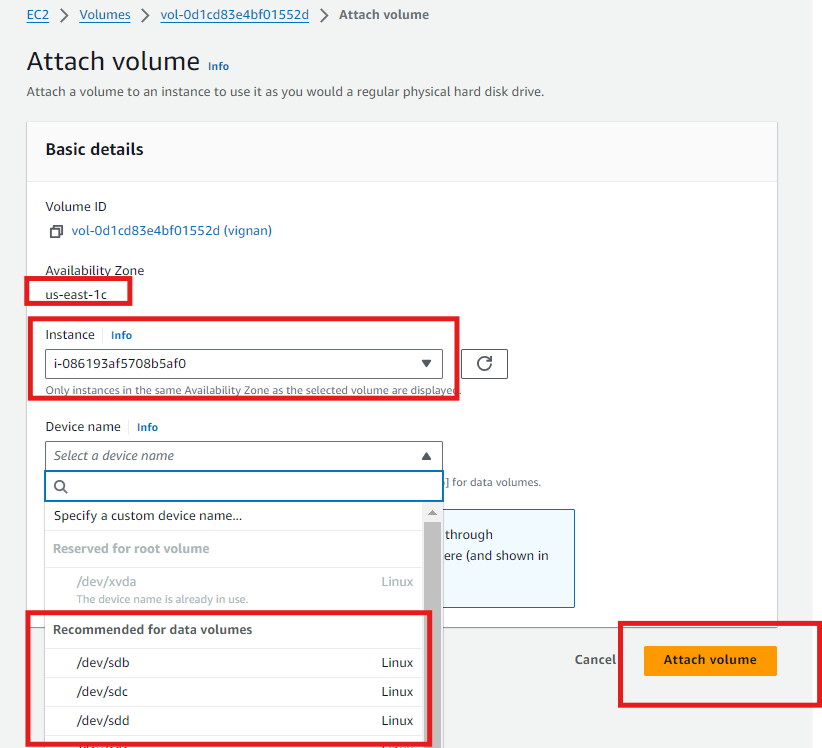 EC2 > Volumes > vol-0d1cd83e4bf01552d > Attach volume
Attach volume Info
Attach a volume to an instance to use it as you would a regular physical hard disk drive.
Basic details
Volume ID
vol-0d1cd83e4bf01552d (vignan)
Availability Zone
us-east-1c
Instance Info
i-086193af5708b5af0
Only instances in the same Availability Zone as the selected volume are displayed.
Device name Info
Select a device name
] for data volumes.
Specify a custom device name...
through
Reserved for root volume
ere (and shown in
/dev/xvda Linux
The device name is already in use.
Recommended for data volumes
/dev/sdb Linux
/dev/sdc Linux
/dev/sdd Linux
Cancel
Attach volume